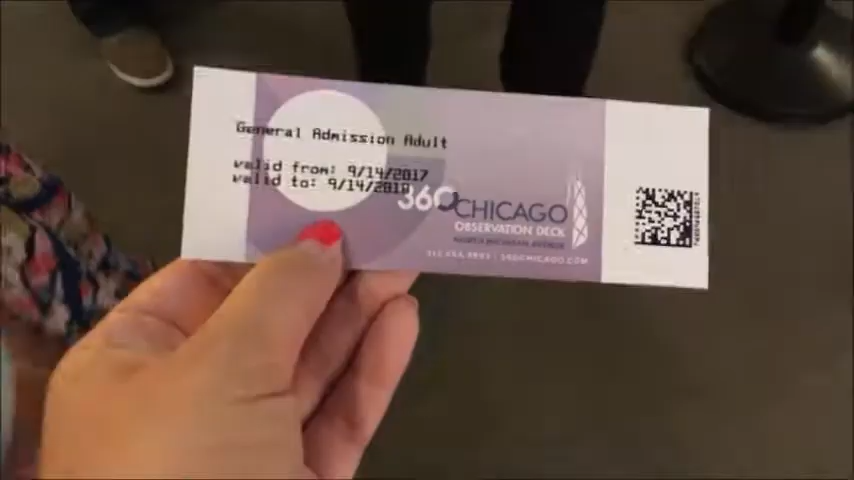 General Admission Adult
valid from: 9/14/2017
valid to: 9/14/2018
360 CHICAGO
OBSERVATION DECK
360CHICAGO.COM